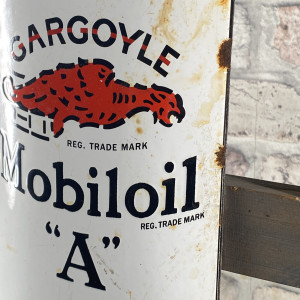 GARGOYLE
REG. TRADE MARK
Mobiloil
REG. TRADE MARK
"A"